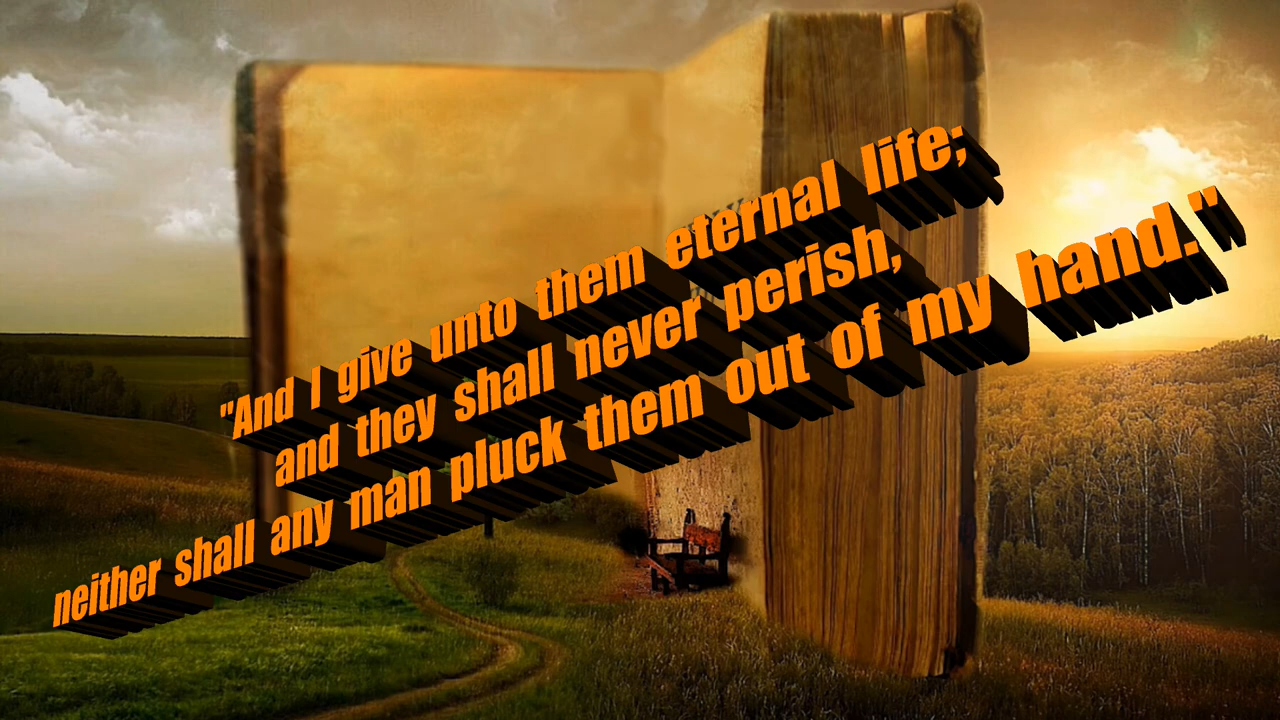 "And I give unto them eternal life;
and they shall never perish,
neither shall any man pluck them out of my hand."